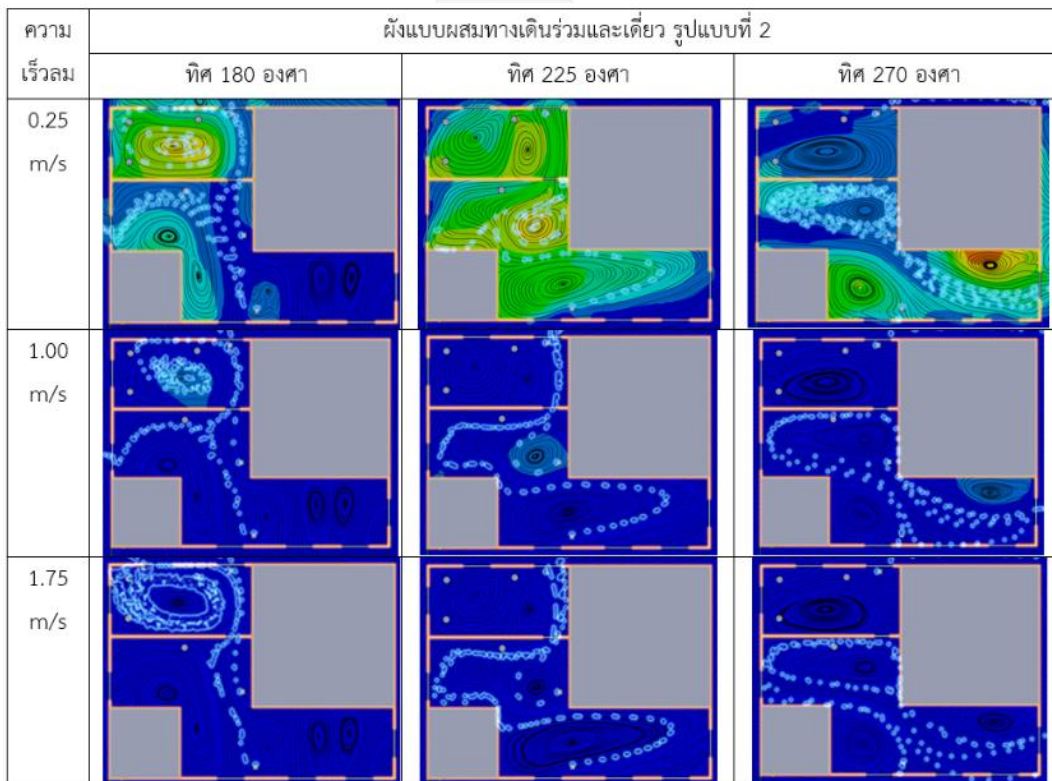 ความ
เร็วลม
ผังแบบผสมทางเดินร่วมและเดี่ยว รูปแบบที่ 2
ทิศ 180 องศา
ทิศ 225 องศา
ทิศ 270 องศา
0.25
m/s
1.00
m/s
1.75
m/s